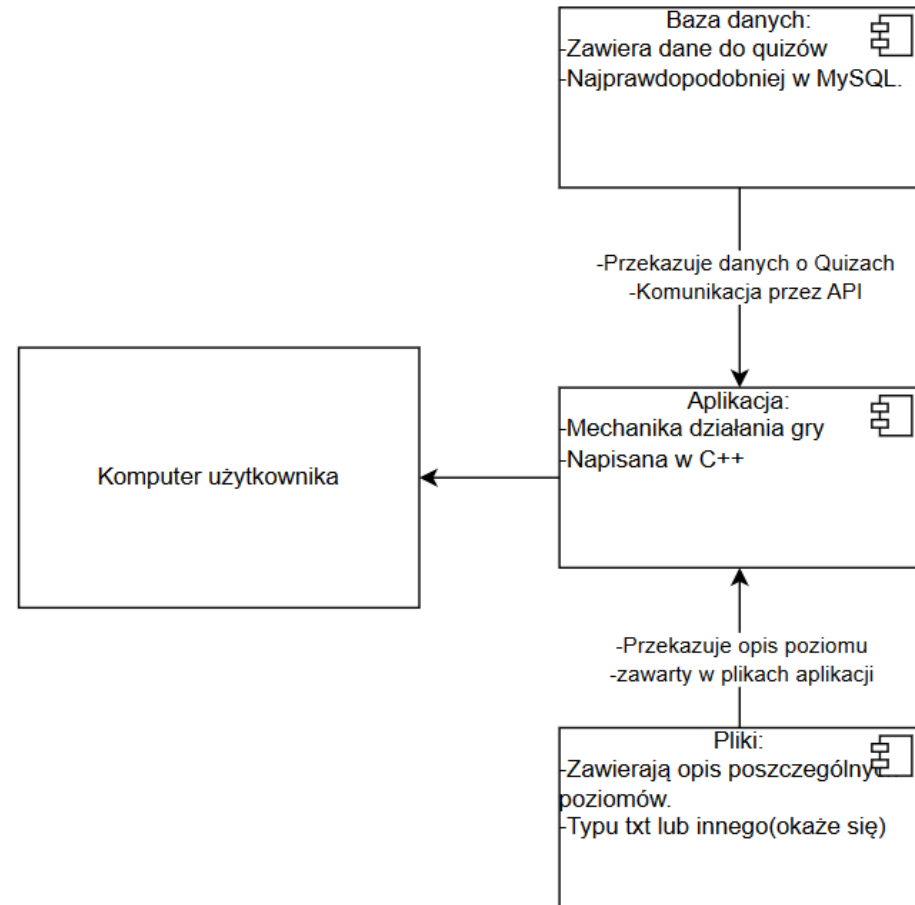 Baza danych:
-Zawiera dane do quizów
-Najprawdopodobniej w MySQL.
-Przekazuje danych o Quizach
-Komunikacja przez API
Komputer użytkownika
Aplikacja:
-Mechanika działania gry
-Napisana w C++
-Przekazuje opis poziomu
-zawarty w plikach aplikacji
Pliki:
-Zawierają opis
poziomów.
-Typu txt lub innego(okaże się)